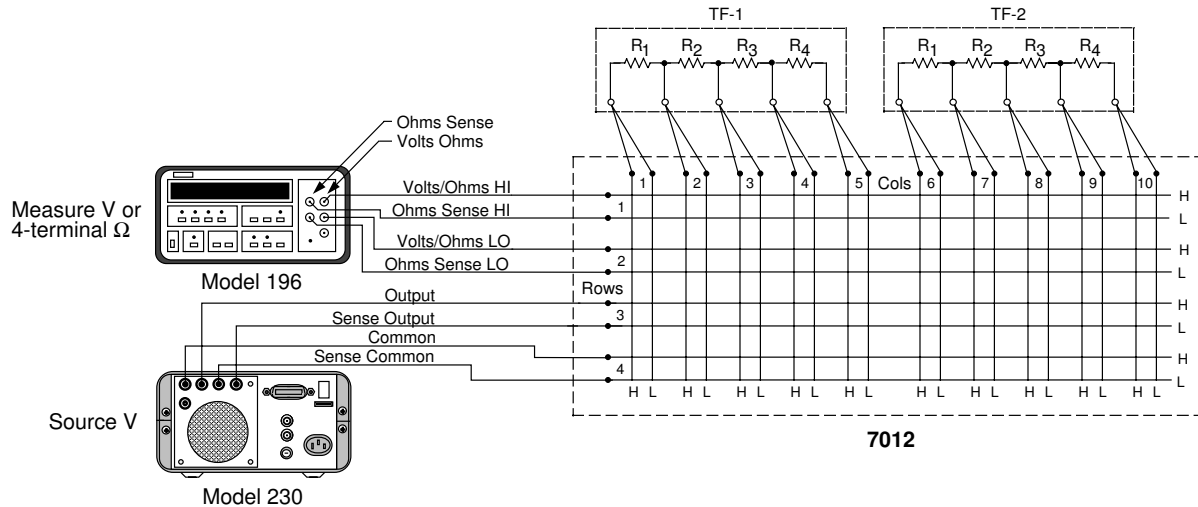 TF-1
TF-2
R1 R2 R3 R4
R1 R2 R3 R4
Ohms Sense
Volts Ohms
Measure V or
4-terminal Ω
Model 196
Volts/Ohms HI
Ohms Sense HI
Volts/Ohms LO
Ohms Sense LO
Output
Sense Output
Common
Sense Common
Source V
Model 230
1 2 3 4 5 Cols 6 7 8 9 10
1
2
Rows
3
4
H
L
H
L
H
L
H
L
H L H L H L H L H L H L H L H L H L H L
7012